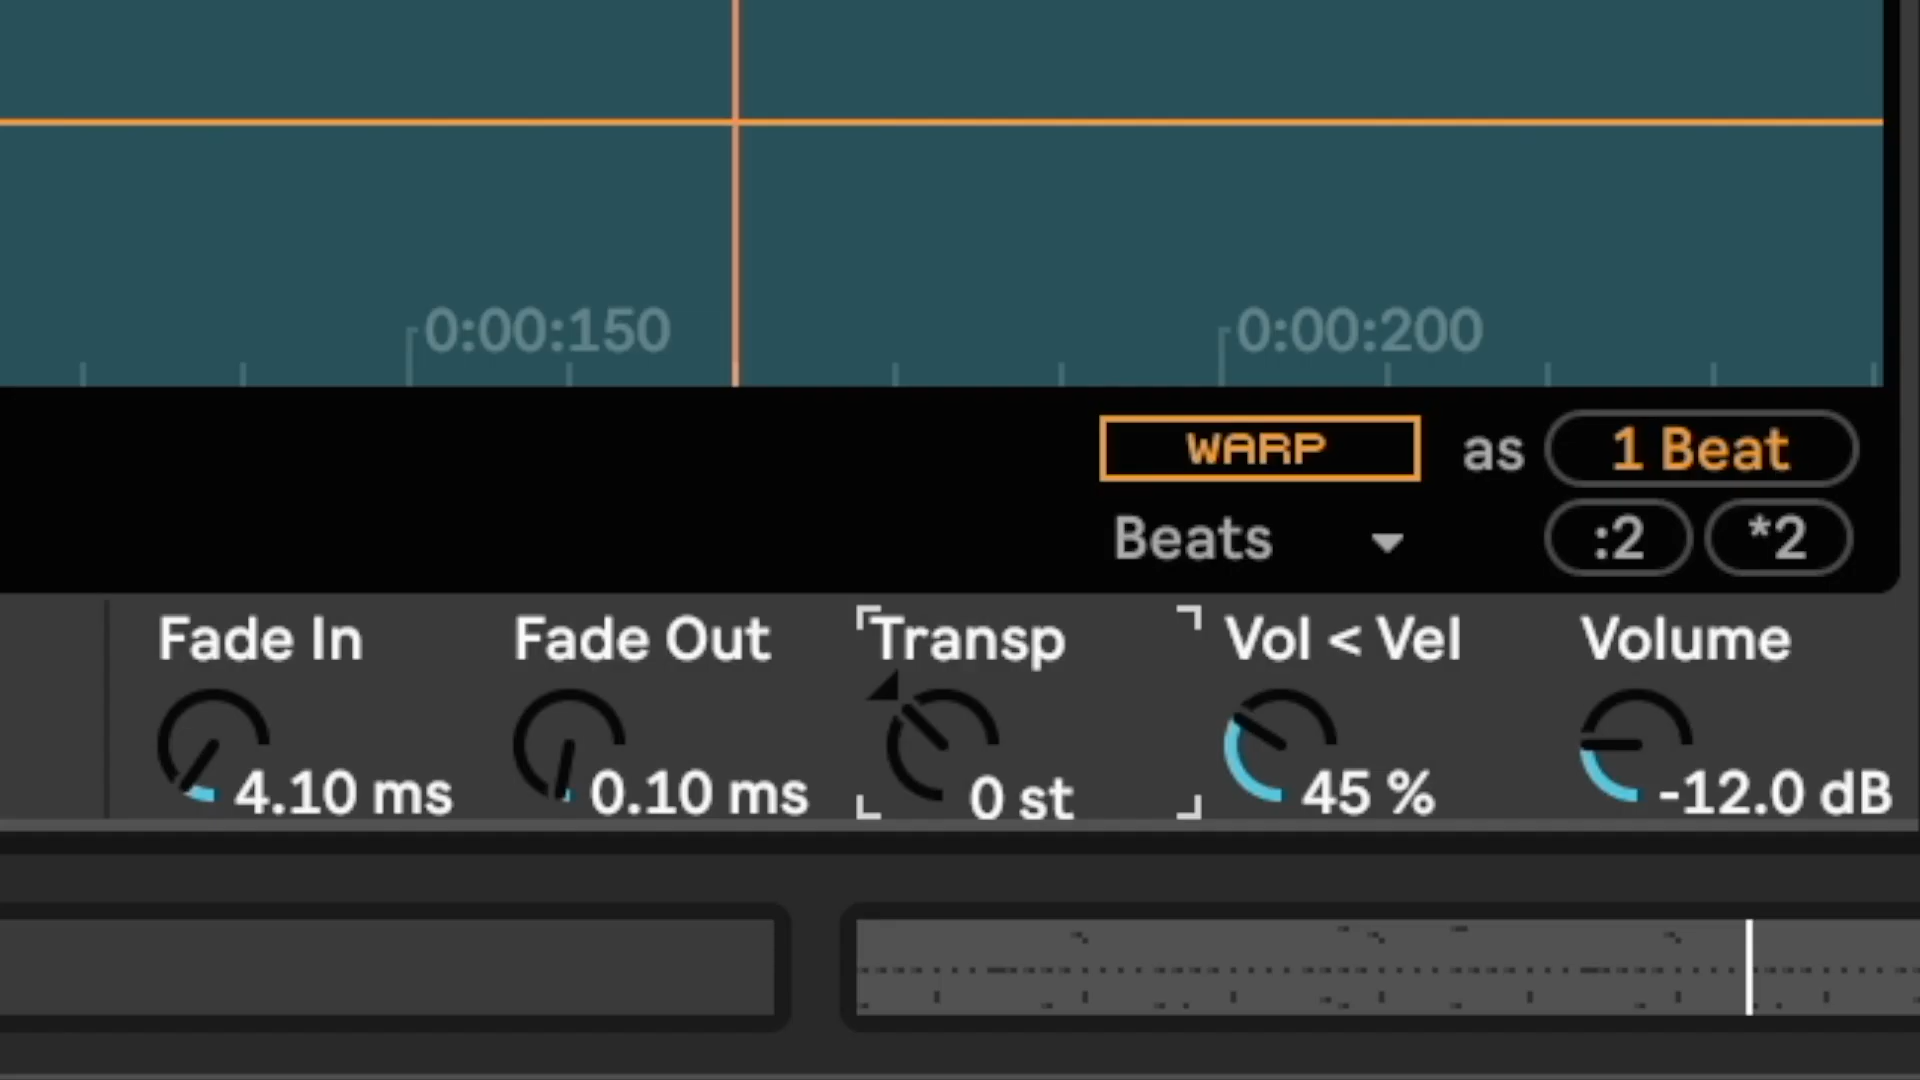 0:00:150 0:00:200
WARP as 1 Beat
Beats :2 *2
Fade In Fade Out Transp Vol < Vel Volume
4.10 ms 0.10 ms 0 st 45 % -12.0 dB